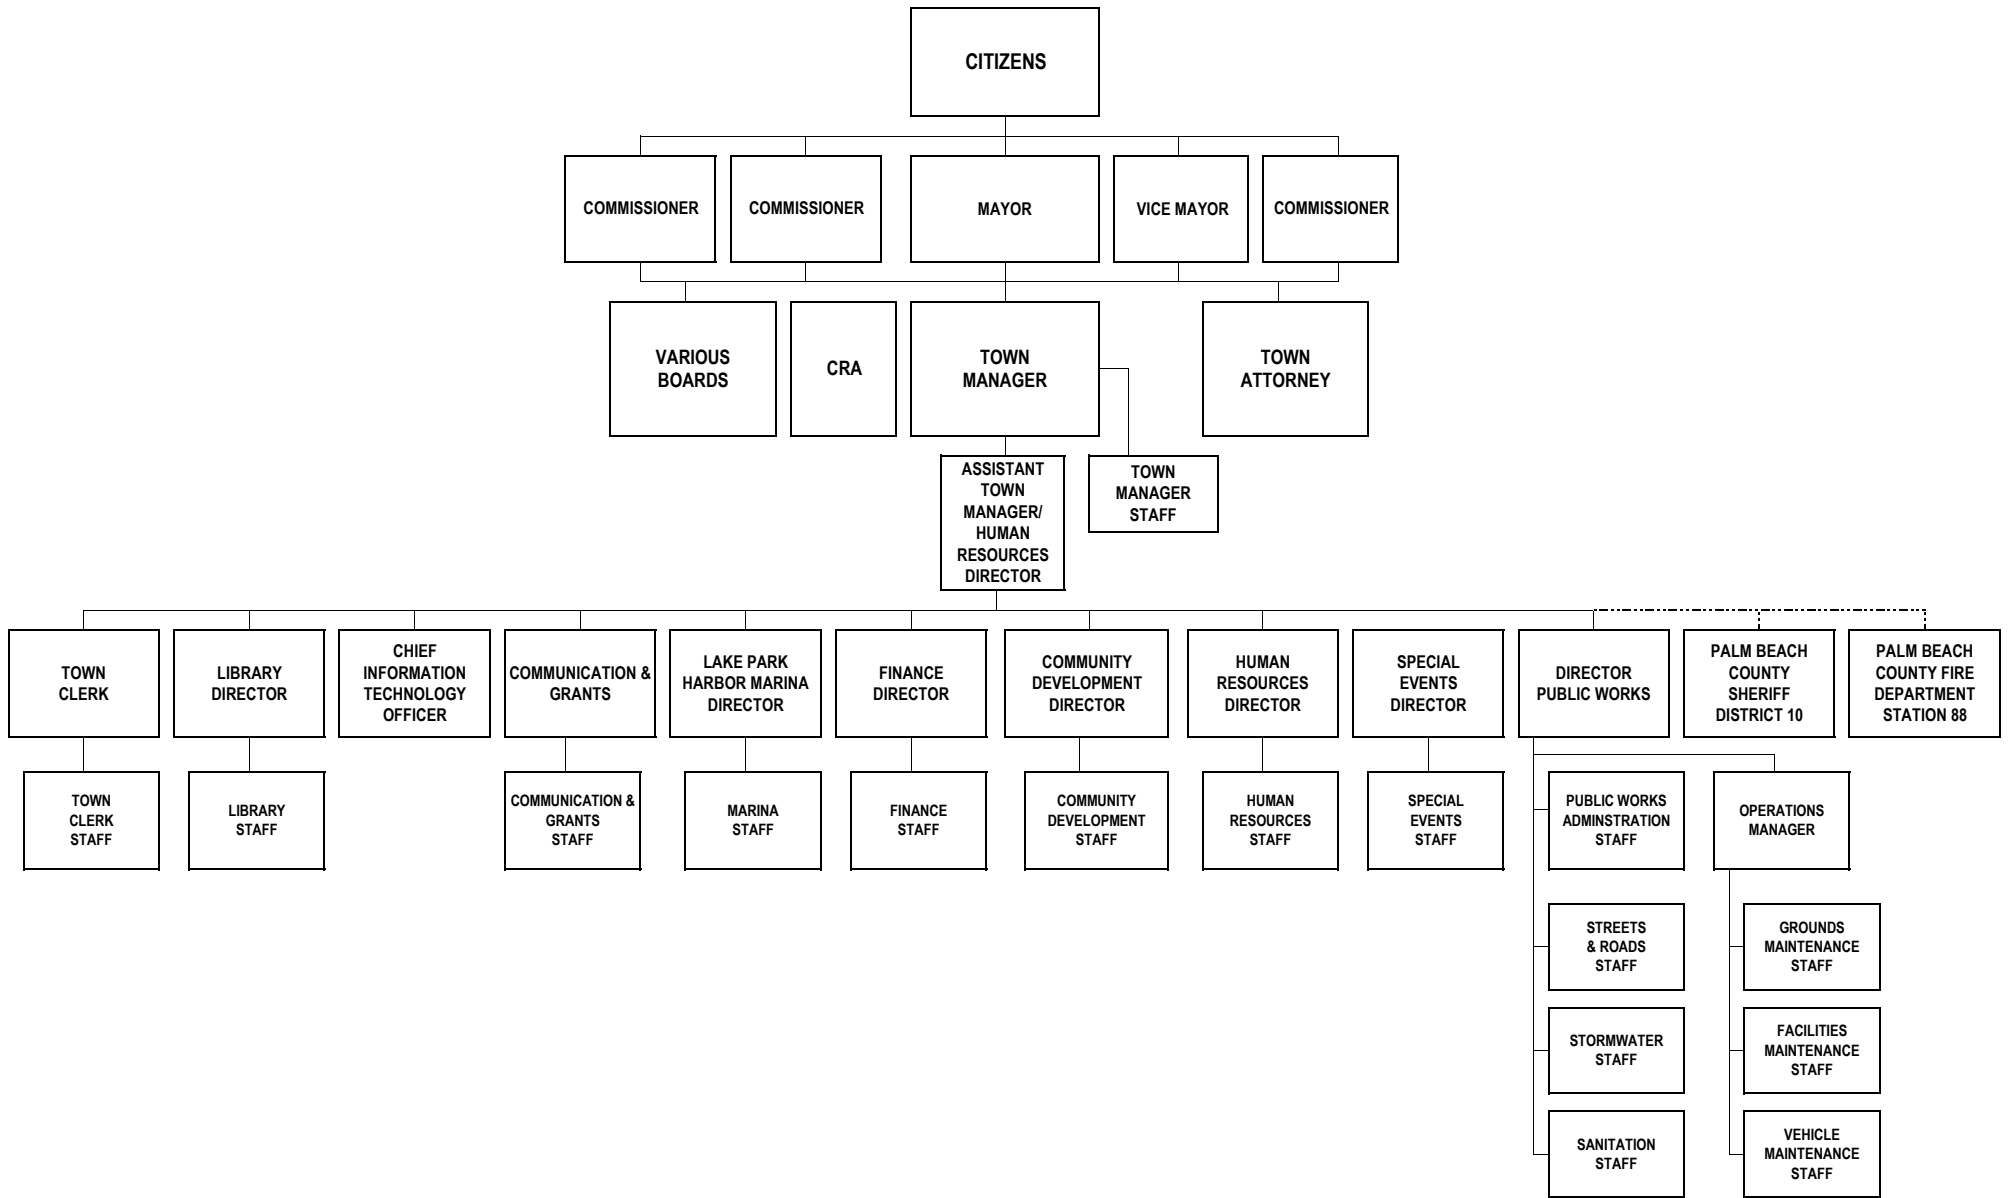 CITIZENS
COMMISSIONER
COMMISSIONER
MAYOR
VICE MAYOR
COMMISSIONER
VARIOUS
BOARDS
CRA
TOWN
MANAGER
TOWN
ATTORNEY
ASSISTANT
TOWN
MANAGER/
HUMAN
RESOURCES
DIRECTOR
TOWN
MANAGER
STAFF
TOWN
CLERK
LIBRARY
DIRECTOR
CHIEF
INFORMATION
TECHNOLOGY
OFFICER
COMMUNICATION &
GRANTS
LAKE PARK
HARBOR MARINA
DIRECTOR
FINANCE
DIRECTOR
COMMUNITY
DEVELOPMENT
DIRECTOR
HUMAN
RESOURCES
DIRECTOR
SPECIAL
EVENTS
DIRECTOR
DIRECTOR
PUBLIC WORKS
PALM BEACH
COUNTY
SHERIFF
DISTRICT 10
PALM BEACH
COUNTY FIRE
DEPARTMENT
STATION 88
TOWN
CLERK
STAFF
LIBRARY
STAFF
COMMUNICATION &
GRANTS
STAFF
MARINA
STAFF
FINANCE
STAFF
COMMUNITY
DEVELOPMENT
STAFF
HUMAN
RESOURCES
STAFF
SPECIAL
EVENTS
STAFF
PUBLIC WORKS
ADMINSTRATION
STAFF
OPERATIONS
MANAGER
STREETS
& ROADS
STAFF
GROUNDS
MAINTENANCE
STAFF
STORMWATER
STAFF
FACILITIES
MAINTENANCE
STAFF
SANITATION
STAFF
VEHICLE
MAINTENANCE
STAFF